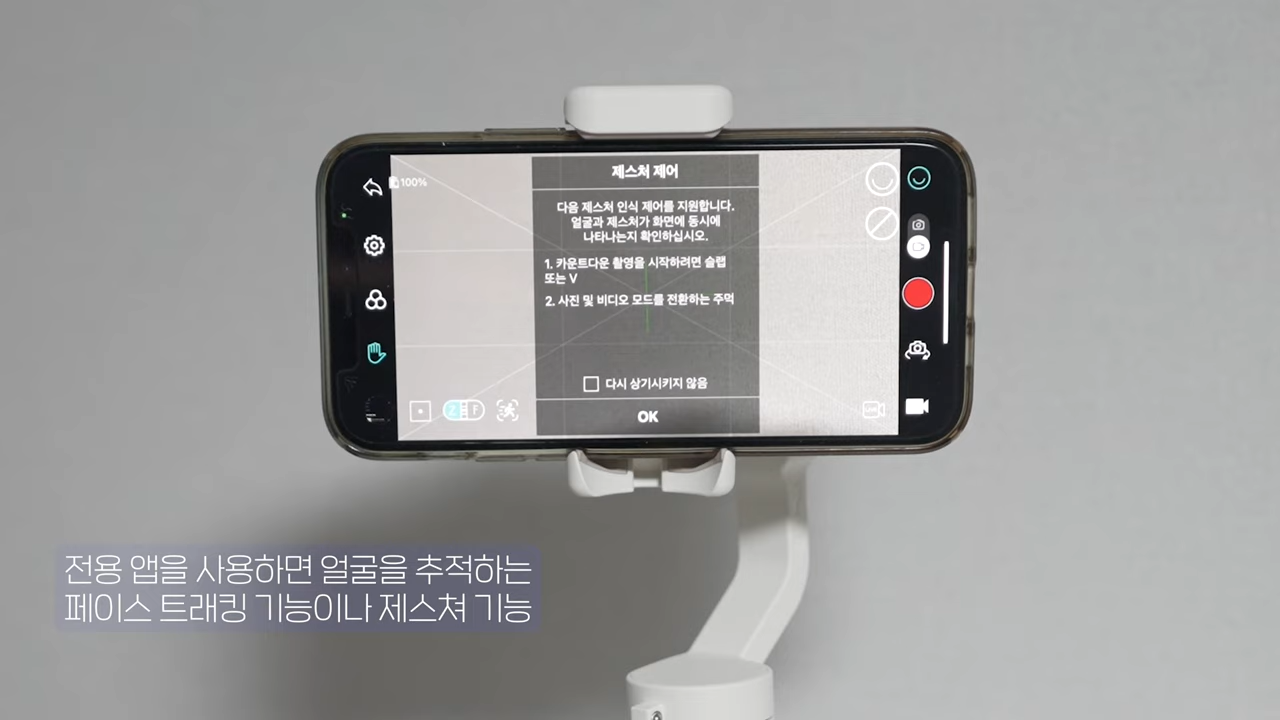 100%
제스처 제어
다음 제스처 인식 제어를 지원합니다.
얼굴과 제스처가 화면에 동시에
나타나는지 확인하십시오.
1. 카운트다운 촬영을 시작하려면 슬랩
또는 V
2. 사진 및 비디오 모드를 전환하는 주먹
다시 상기시키지 않음
OK
전용 앱을 사용하면 얼굴을 추적하는
페이스 트래킹 기능이나 제스쳐 기능